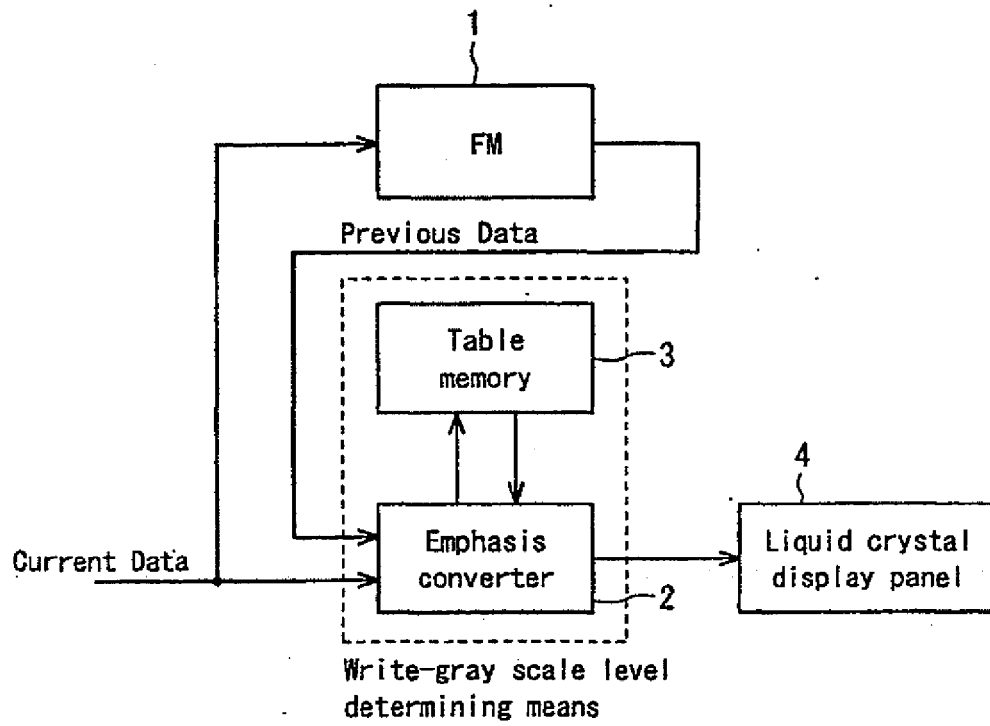 1
FM
Previous Data
Table
memory
3
4
Current Data
Emphasis
converter
2
Liquid crystal
display panel
Write-gray scale level
determining means